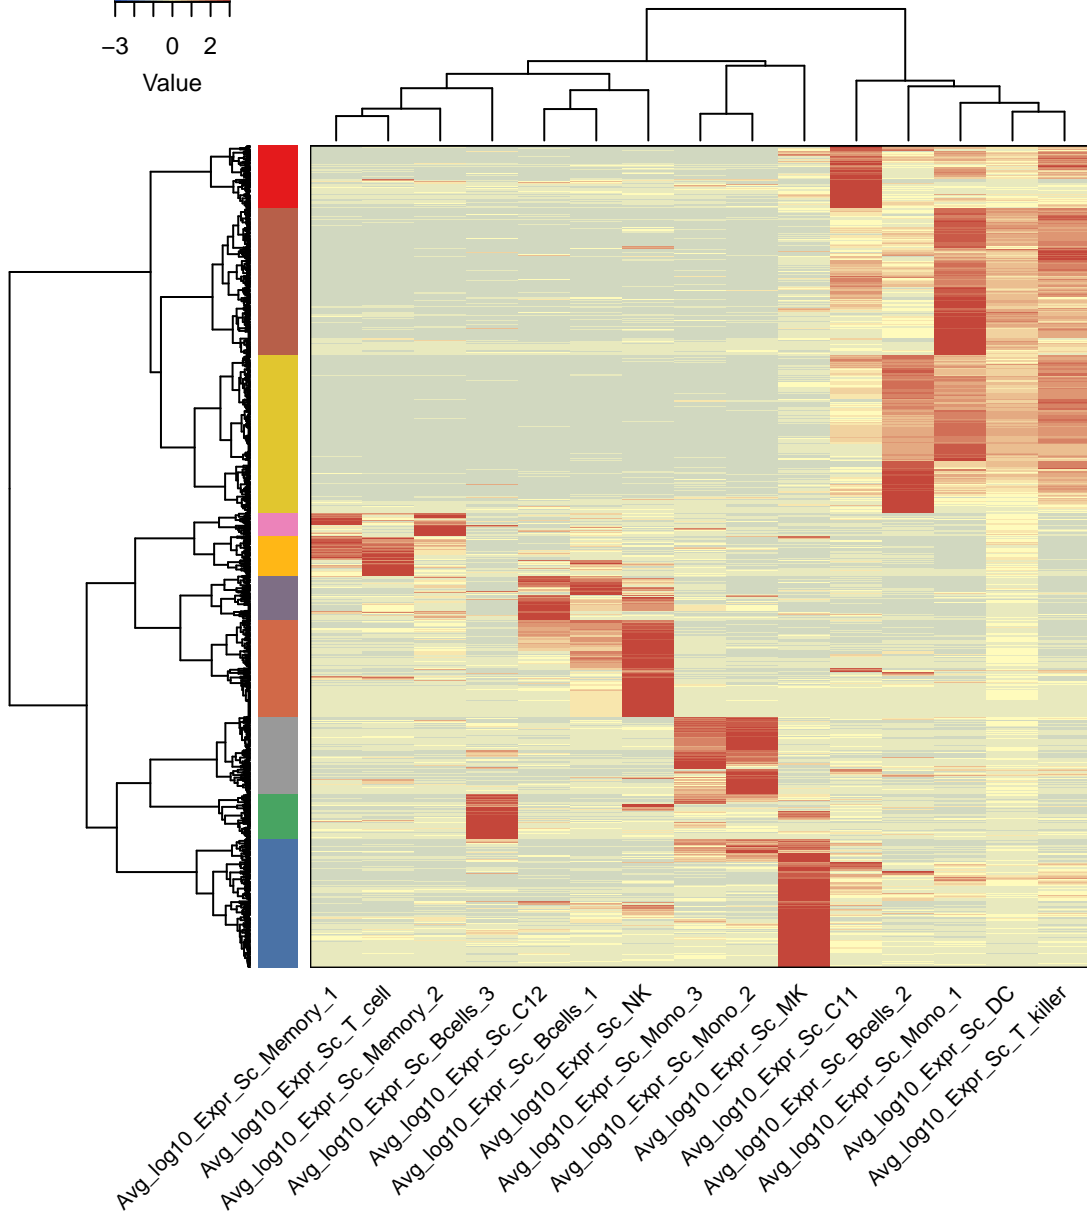 −3 0 2
Value
Avg_log10_Expr_Sc_Memory_1
Avg_log10_Expr_Sc_T_cell
Avg_log10_Expr_Sc_Memory_2
Avg_log10_Expr_Sc_Bcells_3
Avg_log10_Expr_Sc_C12
Avg_log10_Expr_Sc_Bcells_1
Avg_log10_Expr_Sc_NK
Avg_log10_Expr_Sc_Mono_3
Avg_log10_Expr_Sc_Mono_2
Avg_log10_Expr_Sc_MK
Avg_log10_Expr_Sc_C11
Avg_log10_Expr_Sc_Bcells_2
Avg_log10_Expr_Sc_Mono_1
Avg_log10_Expr_Sc_DC
Avg_log10_Expr_Sc_T_killer